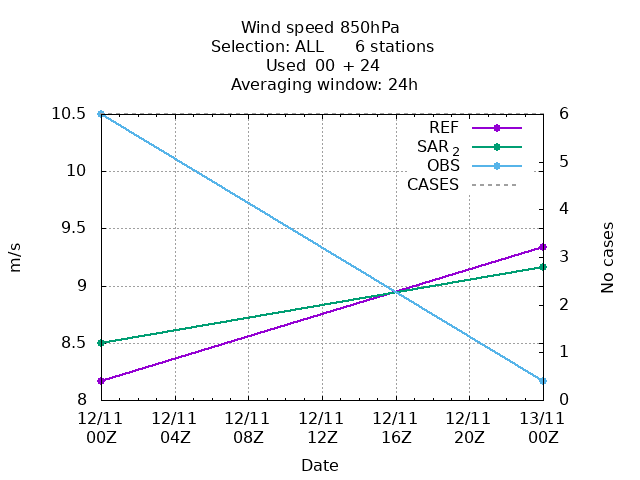 Wind speed 850hPa
Selection: ALL 6 stations
Used 00 + 24
Averaging window: 24h
10.5
10
9.5
9
8.5
8
m/s
6
5
4
3
2
1
0
No cases
REF
SAR 2
OBS
CASES
12/11 12/11 12/11 12/11 12/11 12/11 13/11
00Z 04Z 08Z 12Z 16Z 20Z 00Z
Date